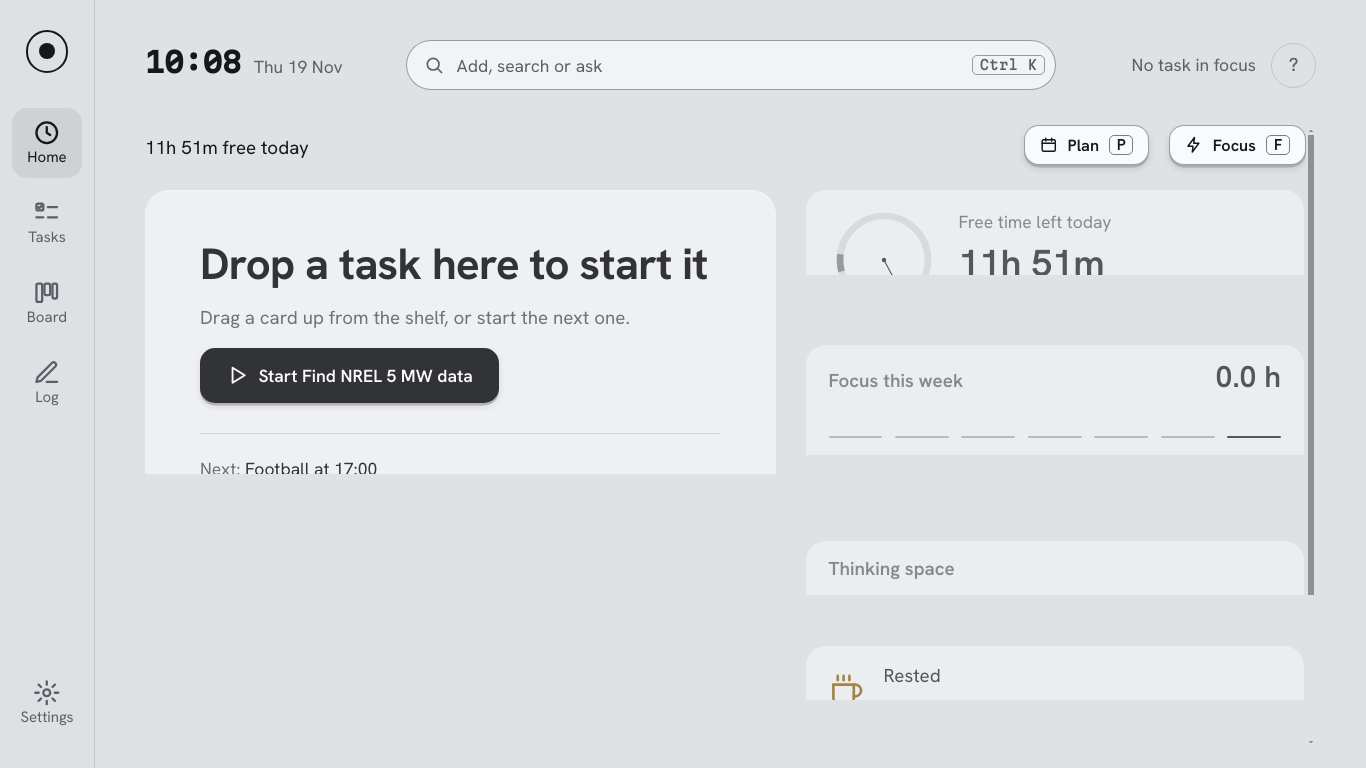 10:08 Thu 19 Nov
Add, search or ask
Ctrl K
No task in focus
?
Home
Tasks
Board
Log
Settings
11h 51m free today
Plan P
Focus F
Drop a task here to start it
Drag a card up from the shelf, or start the next one.
Start Find NREL 5 MW data
Next: Football at 17:00
Free time left today
11h 51m
Focus this week
0.0 h
Thinking space
Rested